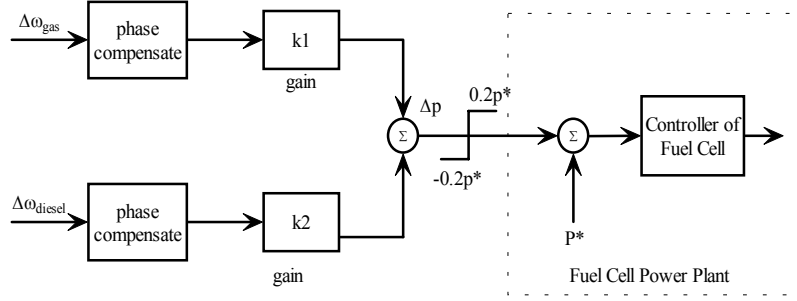 Δωgas
phase
compensate
k1
gain
Δp
0.2p*
-0.2p*
Σ
Σ
Controller of
Fuel Cell
P*
Δωdiesel
phase
compensate
k2
gain
Fuel Cell Power Plant